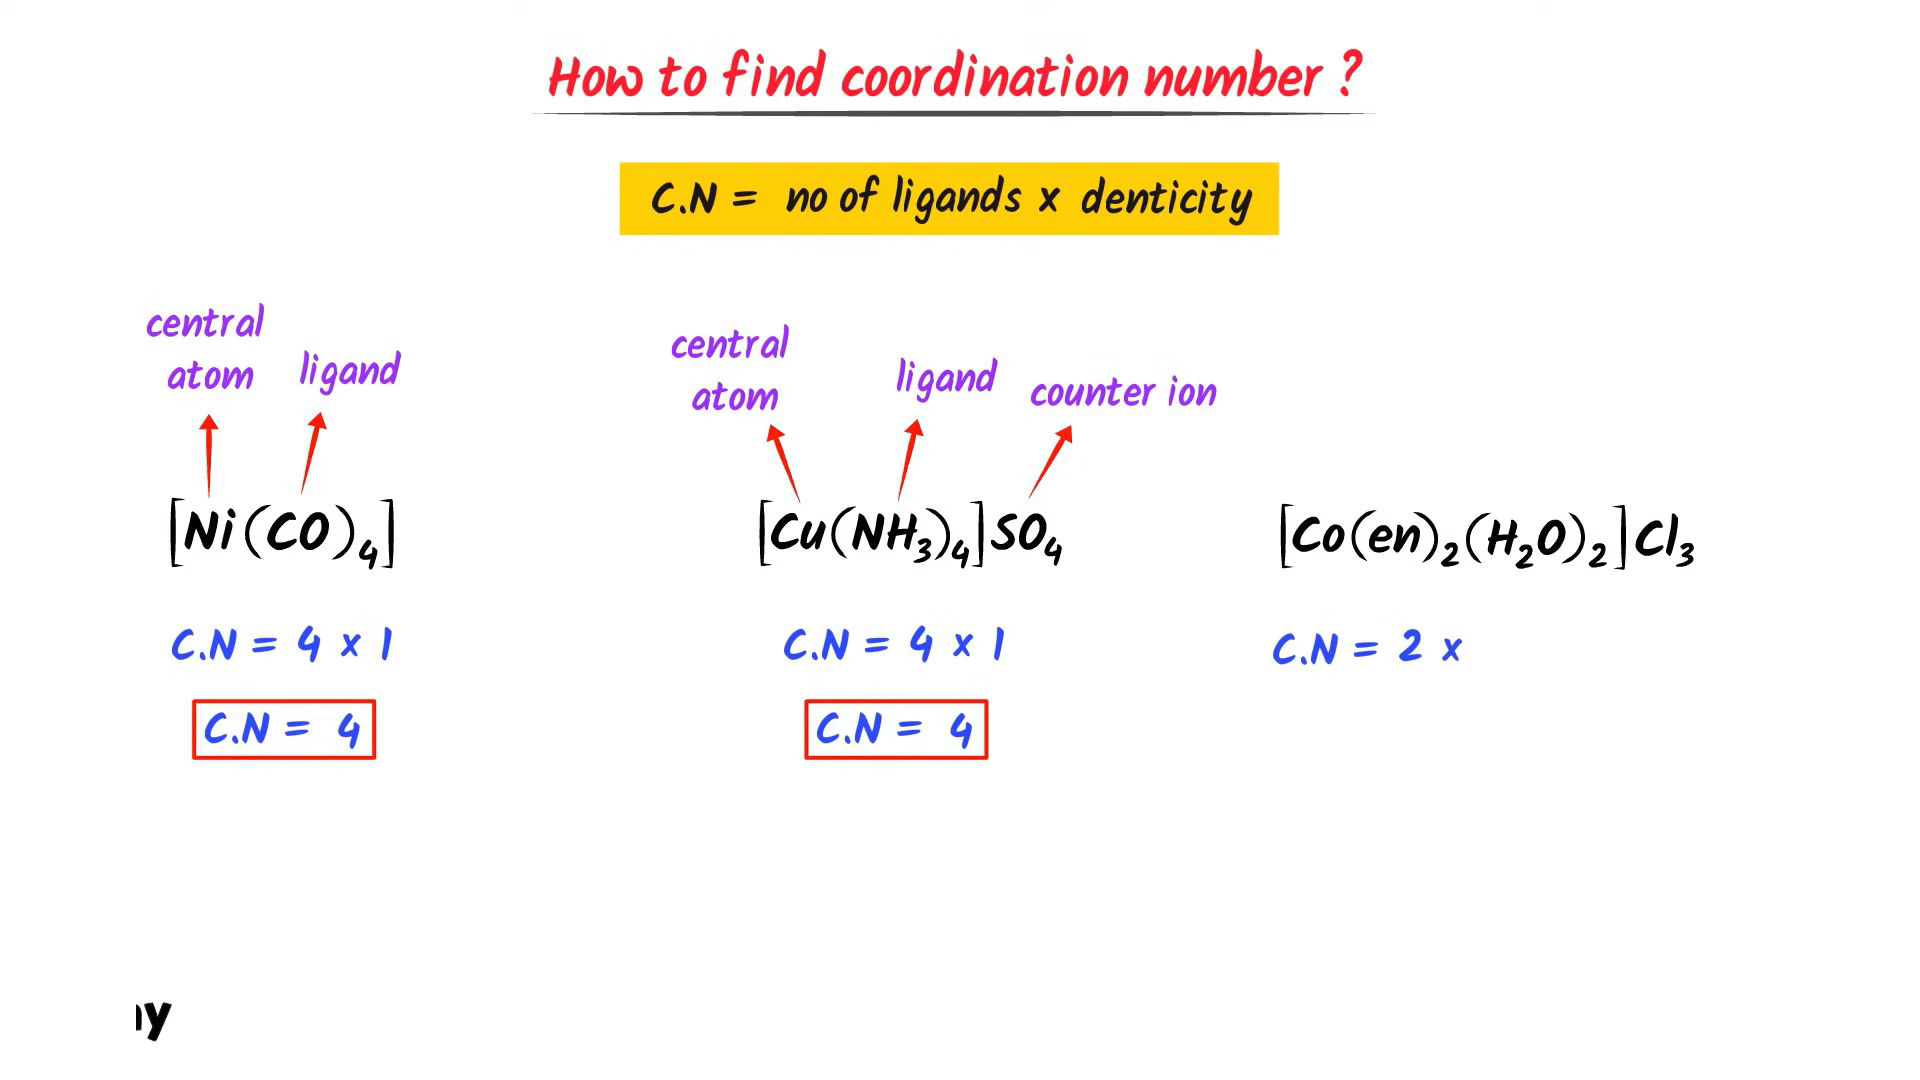 How to find coordination number ?
C.N = no of ligands x denticity
central
atom
ligand
[Ni(CO)₄]
C.N = 4 x 1
C.N = 4
central
atom
ligand
counter ion
[Cu(NH₃)₄]SO₄
C.N = 4 x 1
C.N = 4
[Co(en)₂(H₂O)₂]Cl₃
C.N = 2 x